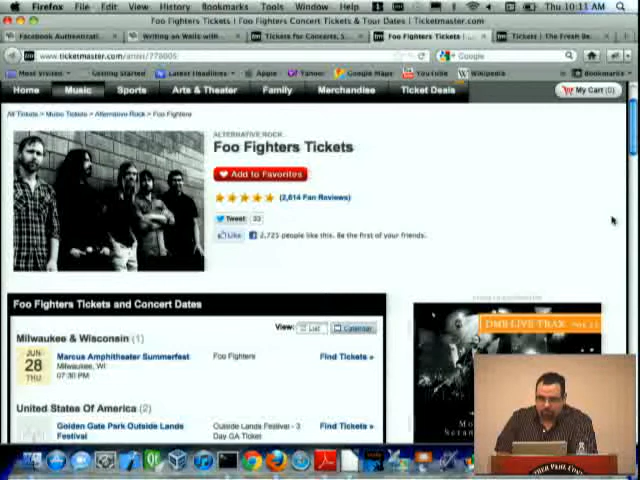 Firefox File Edit View History Bookmarks Tools Window Help Thu 10:11 AM
Foo Fighters Tickets | Foo Fighters Concert Tickets & Tour Dates | Ticketmaster.com
Writing on Walls with Tickets for Concerts, S... Foo Fighters Tickets |... Tickets | The Fresh Be...
www.ticketmaster.com/artist/ Google
Most Visited Getting Started Latest Headlines Apple Yahoo! Google Maps YouTube Wikipedia Bookmarks
Home Music Sports Arts & Theater Family Merchandise Ticket Deals My Cart (0)
All Tickets > Music Tickets > Alternative Rock > Foo Fighters
ALTERNATIVE ROCK
Foo Fighters Tickets
Add to Favorites
(2,614 Fan Reviews)
Tweet 33
Like 2,725 people like this. Be the first of your friends.
Foo Fighters Tickets and Concert Dates
View: List Calendar
DMB LIVE TRAX
Milwaukee & Wisconsin (1)
JUN
28
THU
Marcus Amphitheater Summerfest
Milwaukee, WI
07:30 PM
Foo Fighters
Find Tickets »
United States Of America (2)
Golden Gate Park Outside Lands
Festival
Outside Lands Festival - 3
Day GA Ticket
Find Tickets »